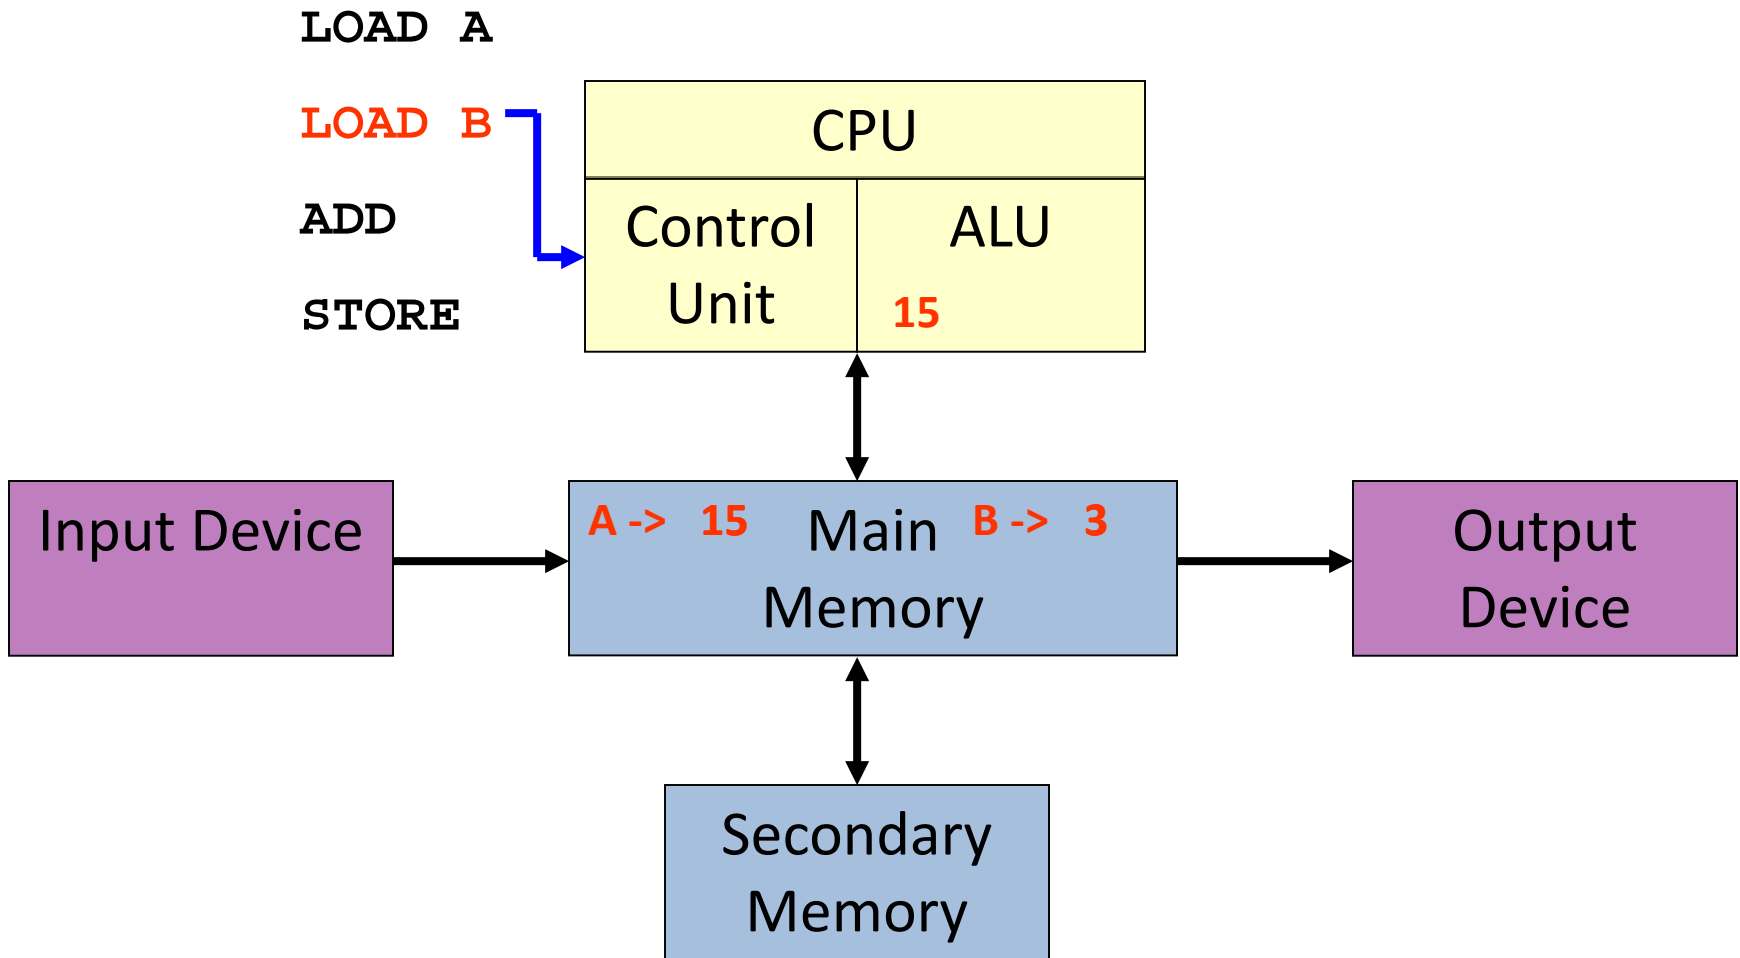 LOAD A
LOAD B
ADD
STORE
CPU
Control
Unit
ALU
15
Input Device
A -> 15 Main B -> 3
Memory
Output
Device
Secondary
Memory